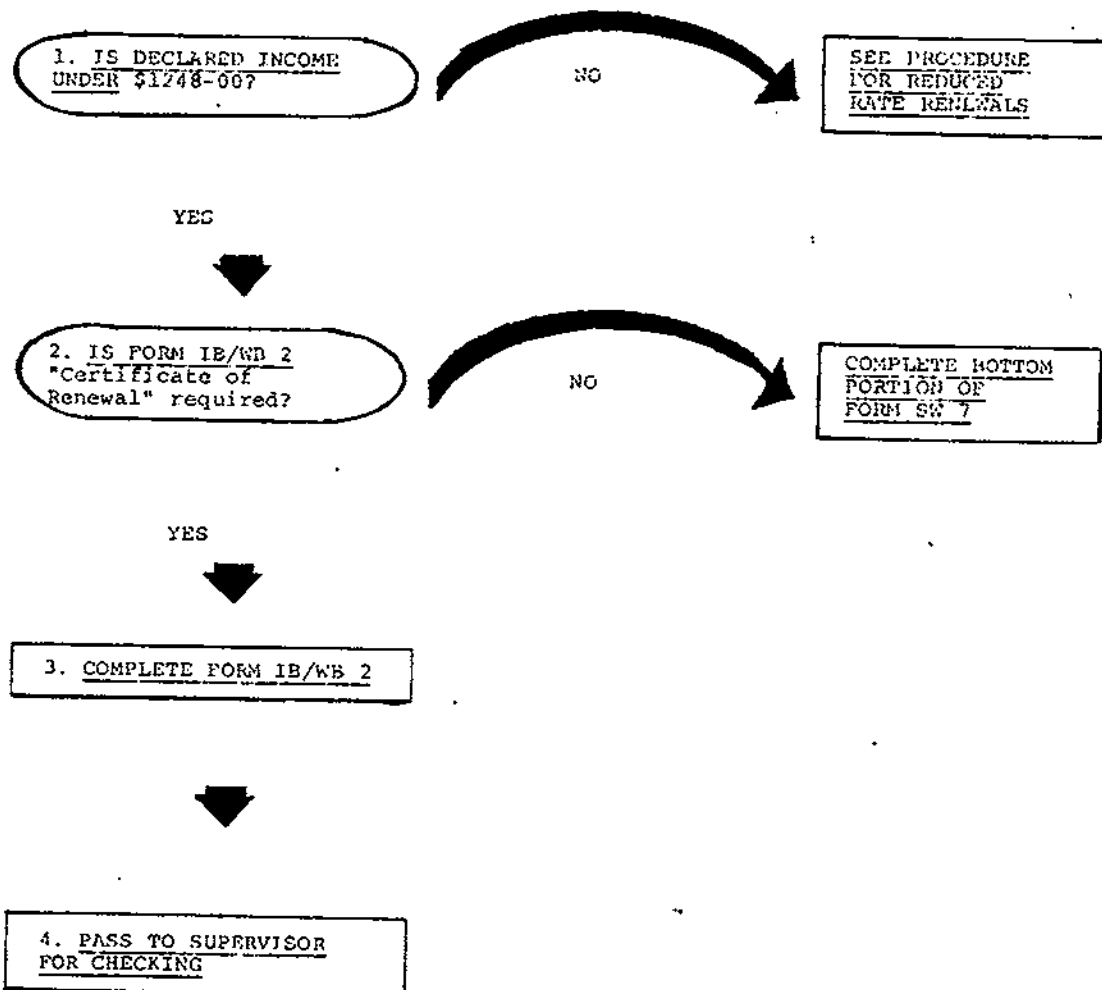 1. IS DECLARED INCOME
UNDER $1248-00?
NO
SEE PROCEDURE
FOR REDUCED
RATE RENEWALS
YES
2. IS FORM IB/WB 2
"Certificate of
Renewal" required?
NO
COMPLETE BOTTOM
PORTION OF
FORM SW 7
YES
3. COMPLETE FORM IB/WB 2
4. PASS TO SUPERVISOR
FOR CHECKING